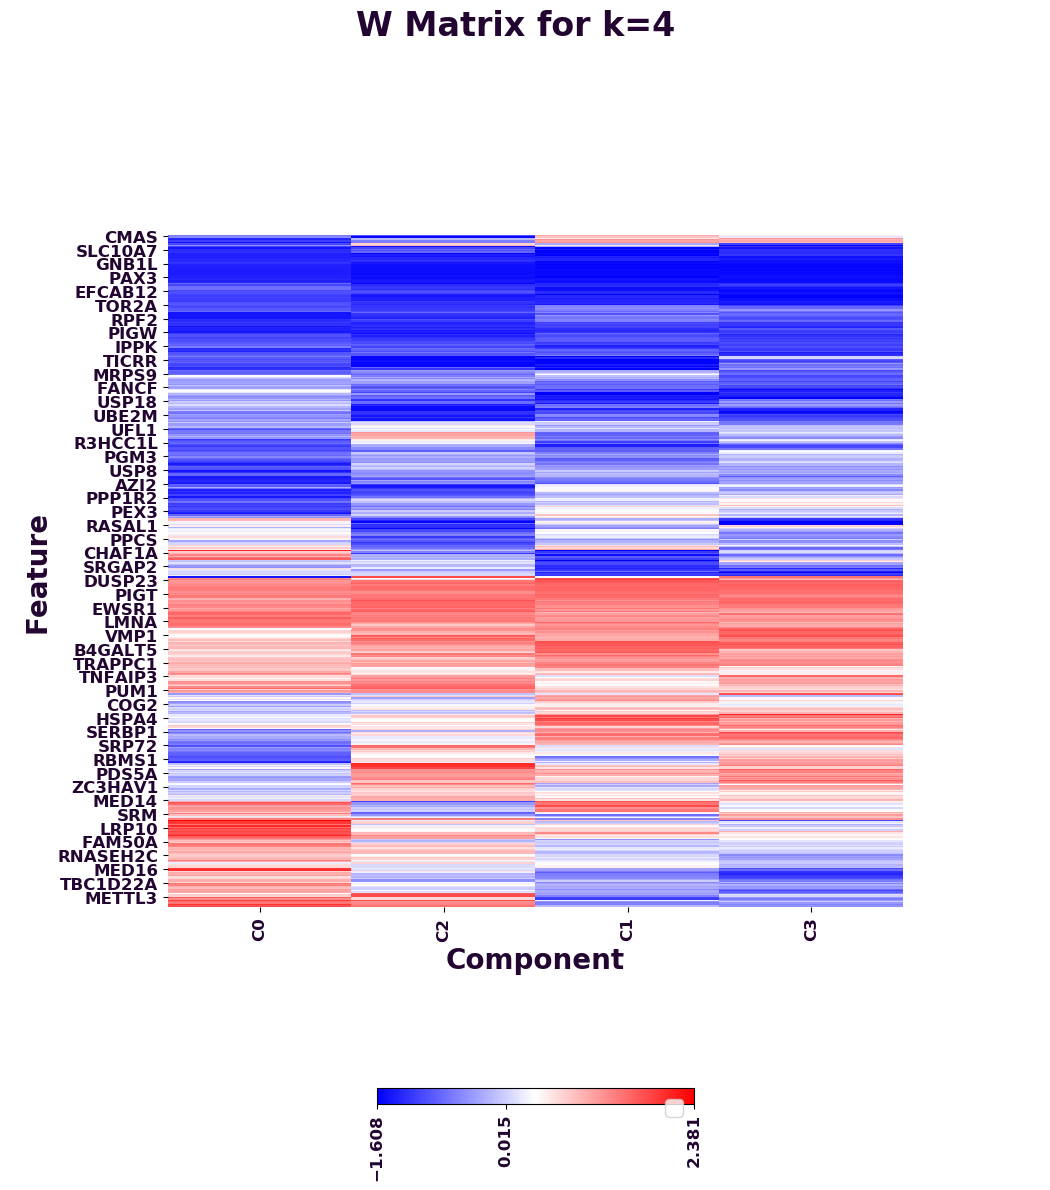 W Matrix for k=4
Feature
CMAS
SLC10A7
GNB1L
PAX3
EFCAB12
TOR2A
RPF2
PIGW
IPPK
TICRR
MRPS9
FANCF
USP18
UBE2M
UFL1
R3HCC1L
PGM3
USP8
AZI2
PPP1R2
PEX3
RASAL1
PPCS
CHAF1A
SRGAP2
DUSP23
PIGT
EWSR1
LMNA
VMP1
B4GALT5
TRAPPC1
TNFAIP3
PUM1
COG2
HSPA4
SERBP1
SRP72
RBMS1
PDS5A
ZC3HAV1
MED14
SRM
LRP10
FAM50A
RNASEH2C
MED16
TBC1D22A
METTL3
C0 C2 C1 C3
Component
−1.608 0.015 2.381